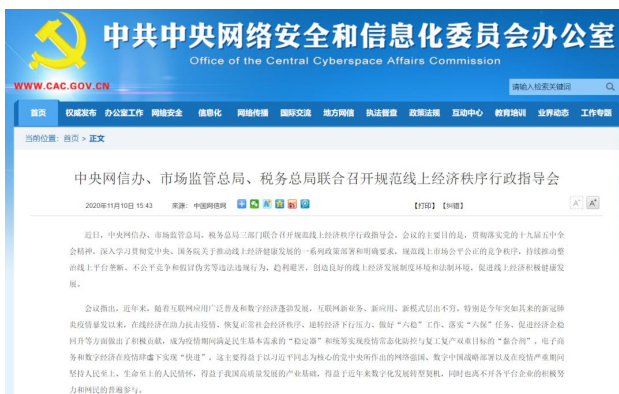 中共中央网络安全和信息化委员会办公室
Office of the Central Cyberspace Affairs Commission
WWW.CAC.GOV.CN
请输入检索关键词
首页 权威发布 办公室工作 网络安全 信息化 网络传播 国际交流 地方网信 执法督查 政策法规 互动中心 教育培训 业界动态 工作专题
当前位置：首页 > 正文
中央网信办、市场监管总局、税务总局联合召开规范线上经济秩序行政指导会
2020年11月10日 15:43 来源：中国网信网 【打印】【纠错】
近日，中央网信办、市场监管总局、税务总局三部门联合召开规范线上经济秩序行政指导会。会议的主要目的是，贯彻落实党的十九届五中全
会精神，深入学习贯彻党中央、国务院关于推动线上经济健康发展的一系列政策部署和明确要求，规范线上市场公平公正的竞争秩序，持续推动整
治线上平台垄断、不公平竞争和假冒伪劣等违法违规行为，趋利避害，创造良好的线上经济发展制度环境和法制环境，促进线上经济积极健康发
展。
会议指出，近年来，随着互联网应用广泛普及和数字经济蓬勃发展，互联网新业务、新应用、新模式层出不穷，特别是今年突如其来的新冠肺
炎疫情暴发以来，在线经济在助力抗击疫情、恢复正常社会经济秩序、逆转经济下行压力、做好“六稳”工作、落实“六保”任务、促进经济企稳
回升等方面做出了积极贡献，成为疫情期间满足民生基本需求的“稳定器”和统筹实现疫情常态化防控与复工复产双重目标的“黏合剂”。电子商
务和数字经济在疫情肆虐下实现“快进”，这主要得益于以习近平同志为核心的党中央所作出的网络强国、数字中国战略部署以及在疫情严重期间
坚持人民至上、生命至上的人民情怀，得益于我国高质量发展的产业基础，得益于近年来数字化发展转型契机，同时也离不开各平台企业的积极努
力和网民的普遍参与。